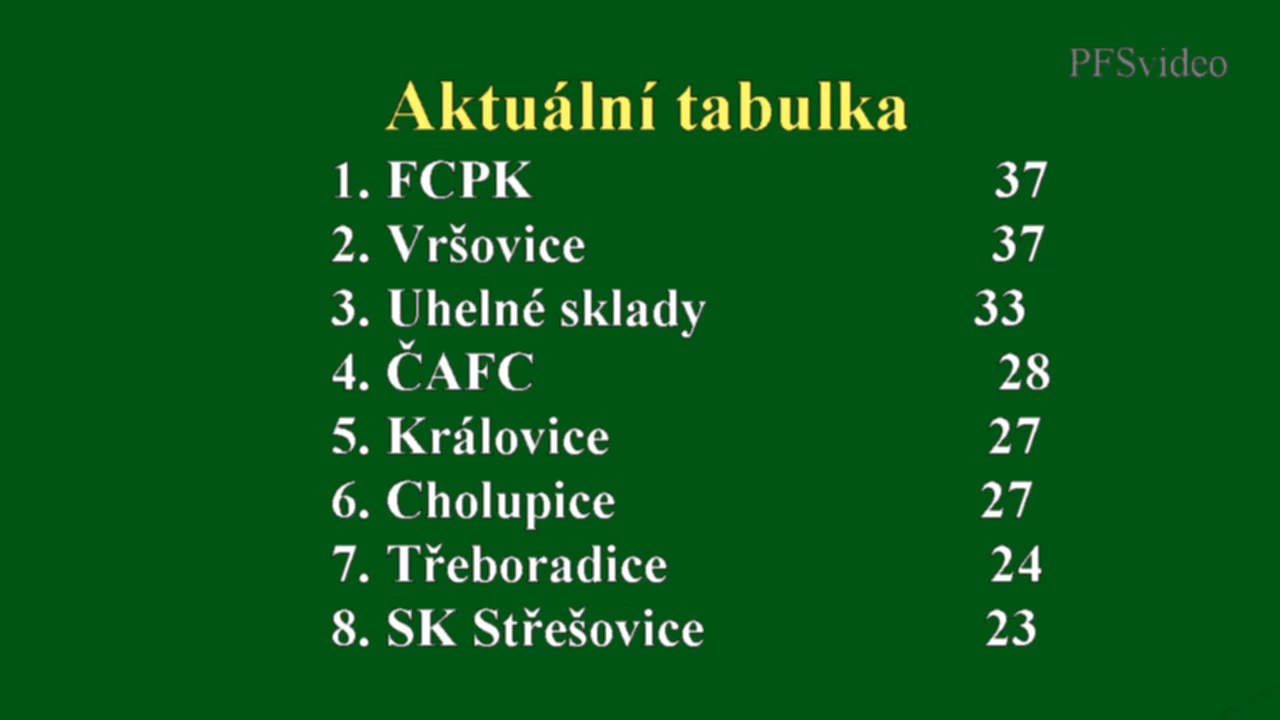 PFSvideo
Aktuální tabulka
1. FCPK 37
2. Vršovice 37
3. Uhelné sklady 33
4. ČAFC 28
5. Královice 27
6. Cholupice 27
7. Třeboradice 24
8. SK Střešovice 23